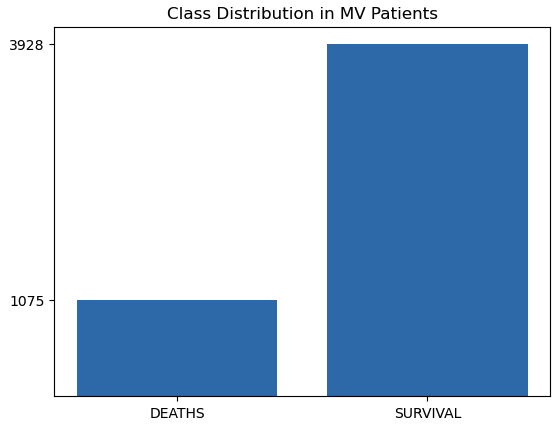 Class Distribution in MV Patients
3928
1075
DEATHS
SURVIVAL